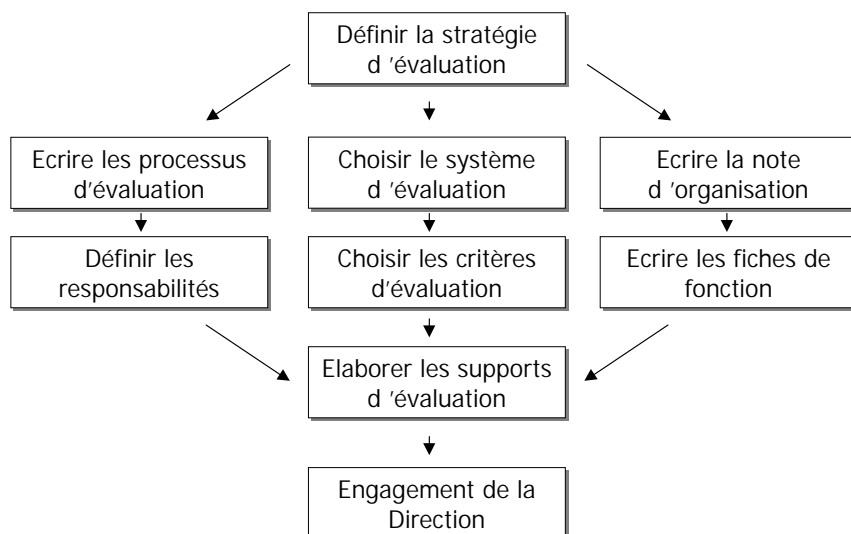 Définir la stratégie
d ’évaluation
Ecrire les processus
d'évaluation
Choisir le système
d ’évaluation
Ecrire la note
d ’organisation
Définir les
responsabilités
Choisir les critères
d'évaluation
Ecrire les fiches de
fonction
Elaborer les supports
d ’évaluation
Engagement de la
Direction